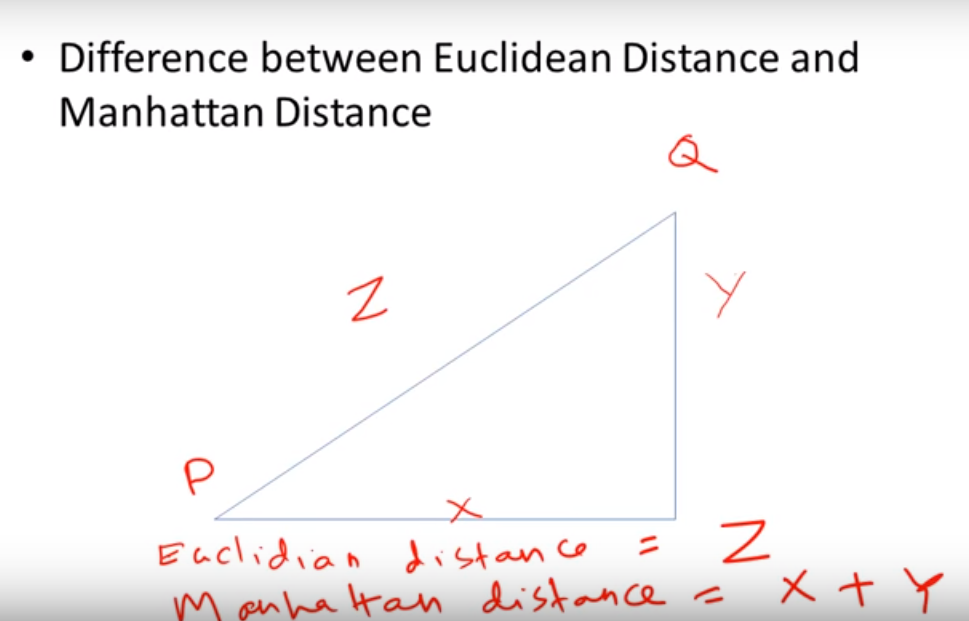 • Difference between Euclidean Distance and
Manhattan Distance
Q
Z
Y
P
X
Euclidian distance = Z
Manhattan distance = X + Y